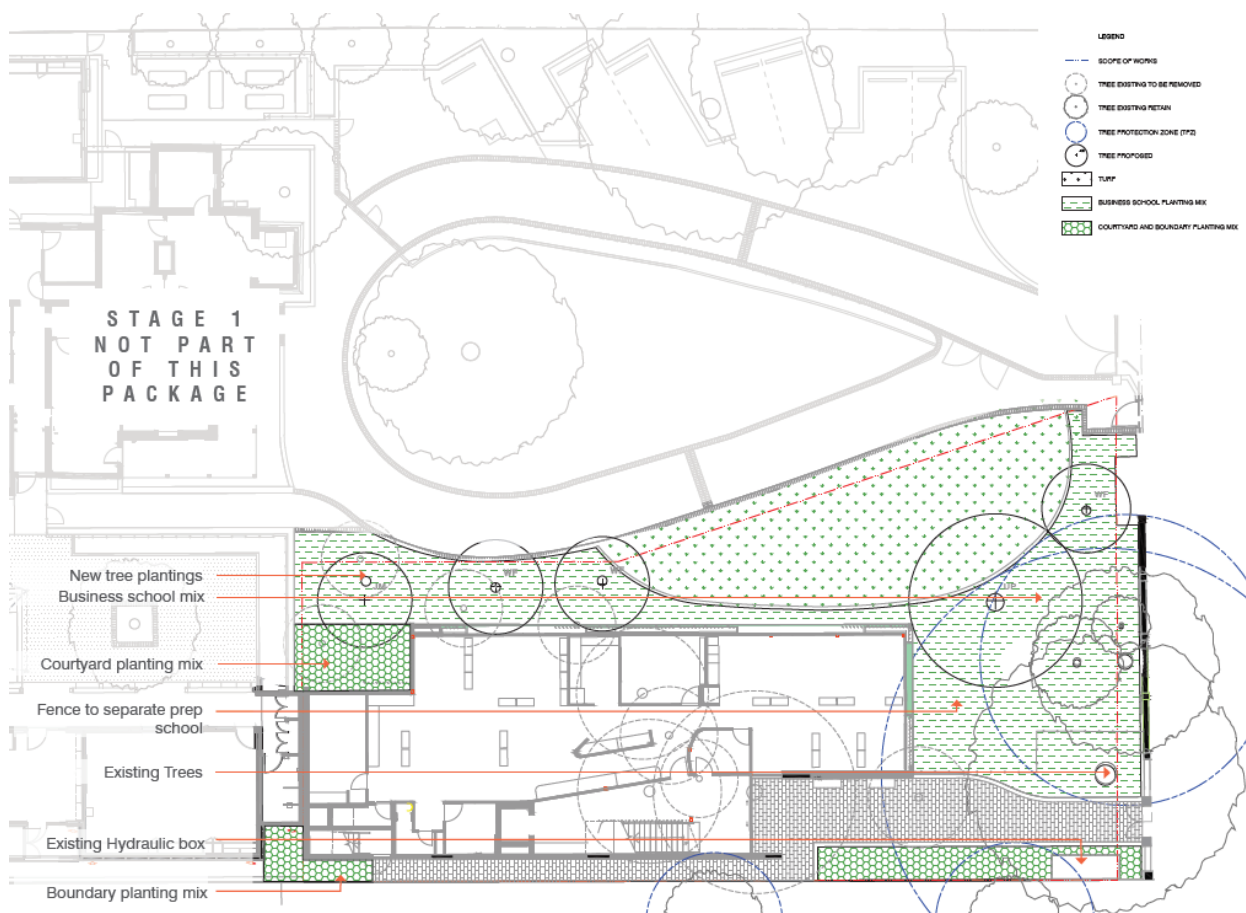 LEGEND
SCOPE OF WORKS
TREE EXISTING TO BE REMOVED
TREE EXISTING RETAIN
TREE PROTECTION ZONE (TPZ)
TREE PROPOSED
TURF
BUSINESS SCHOOL PLANTING MIX
COURTYARD AND BOUNDARY PLANTING MIX
STAGE 1
NOT PART
OF THIS
PACKAGE
WF
New tree plantings
WF
Business school mix
Courtyard planting mix
Fence to separate prep
school
Existing Trees
Existing Hydraulic box
Boundary planting mix